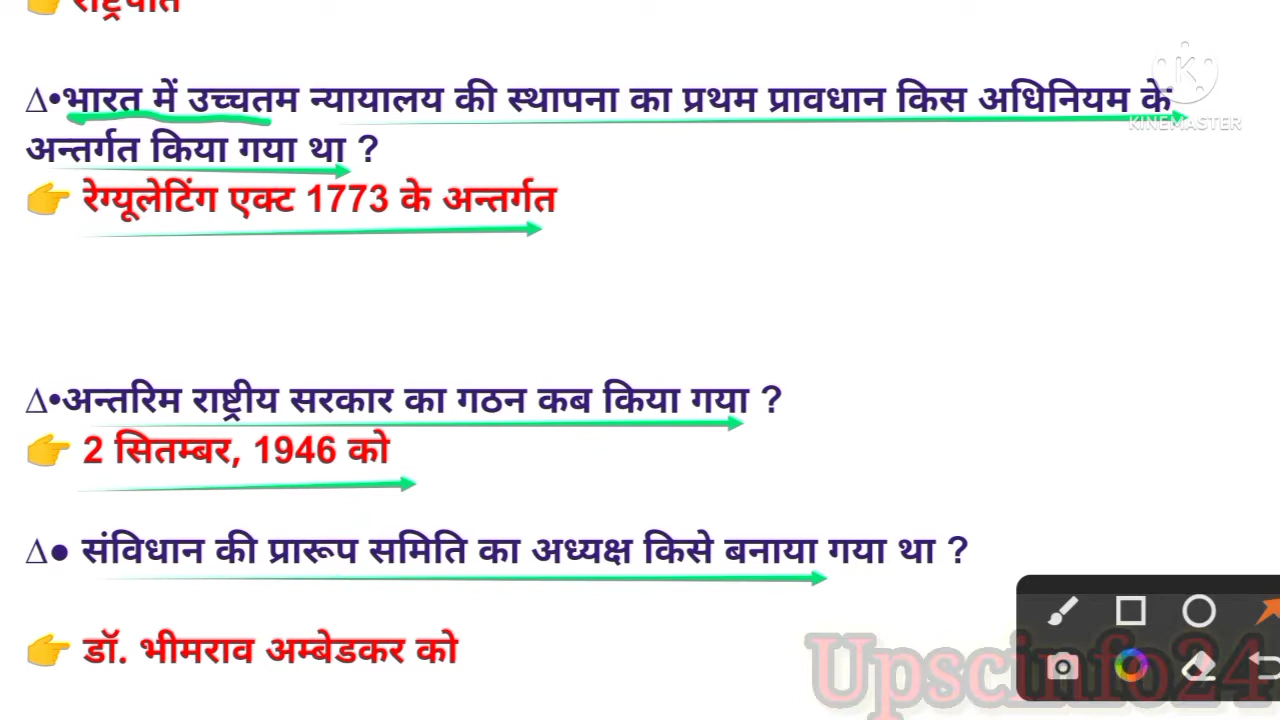 👉 राष्ट्रपति
∆•भारत में उच्चतम न्यायालय की स्थापना का प्रथम प्रावधान किस अधिनियम के
अन्तर्गत किया गया था ?
KINEMASTER
👉 रेग्यूलेटिंग एक्ट 1773 के अन्तर्गत
∆•अन्तरिम राष्ट्रीय सरकार का गठन कब किया गया ?
👉 2 सितम्बर, 1946 को
∆● संविधान की प्रारूप समिति का अध्यक्ष किसे बनाया गया था ?
👉 डॉ. भीमराव अम्बेडकर को
Upscinfo24